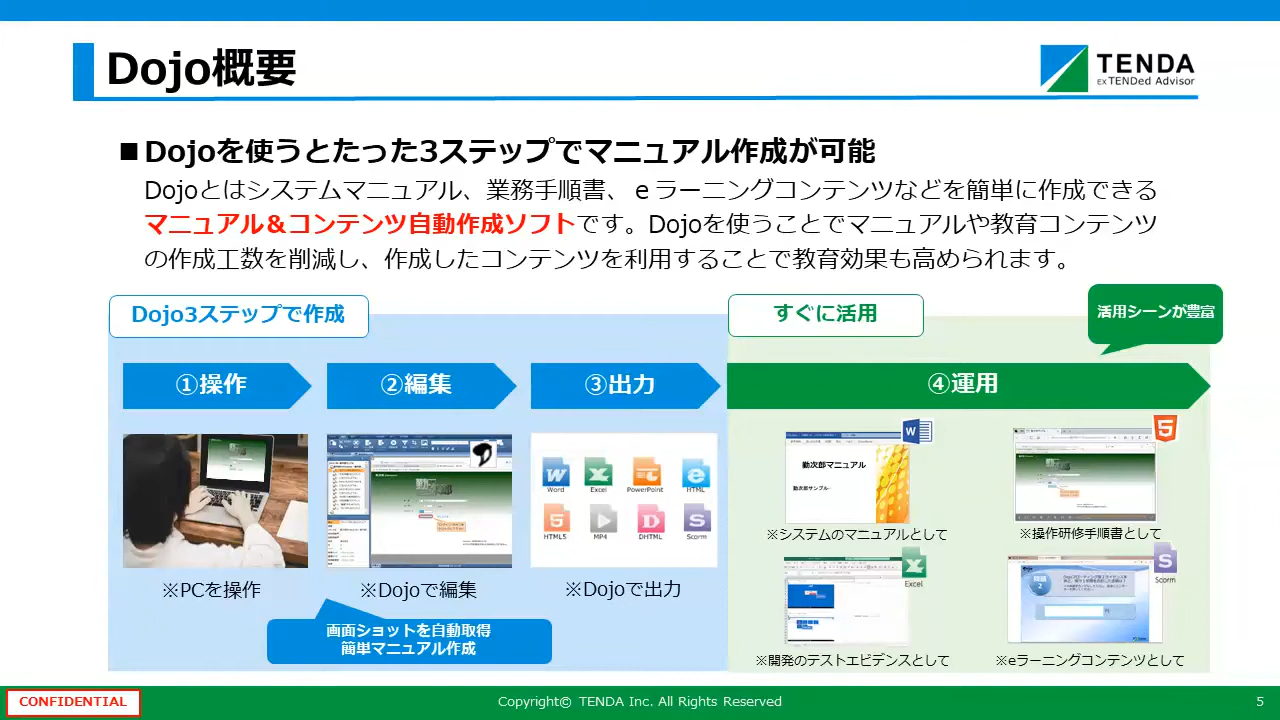 Dojo概要
TENDA
exTENDed Advisor
■Dojoを使うとたった3ステップでマニュアル作成が可能
Dojoとはシステムマニュアル、業務手順書、eラーニングコンテンツなどを簡単に作成できる
マニュアル&コンテンツ自動作成ソフトです。Dojoを使うことでマニュアルや教育コンテンツ
の作成工数を削減し、作成したコンテンツを利用することで教育効果も高められます。
Dojo3ステップで作成
すぐに活用
活用シーンが豊富
①操作
②編集
③出力
④運用
Word
Excel
PowerPoint
HTML
HTML5
MP4
DHTML
Scorm
勤次郎マニュアル
勤次郎サンプル
システムのマニュアルとして
※操作研修手順書として
※PCを操作
※Dojoで編集
※Dojoで出力
Excel
Scorm
画面ショットを自動取得
簡単マニュアル作成
※開発のテストエビデンスとして
※eラーニングコンテンツとして
CONFIDENTIAL
Copyright© TENDA Inc. All Rights Reserved
5